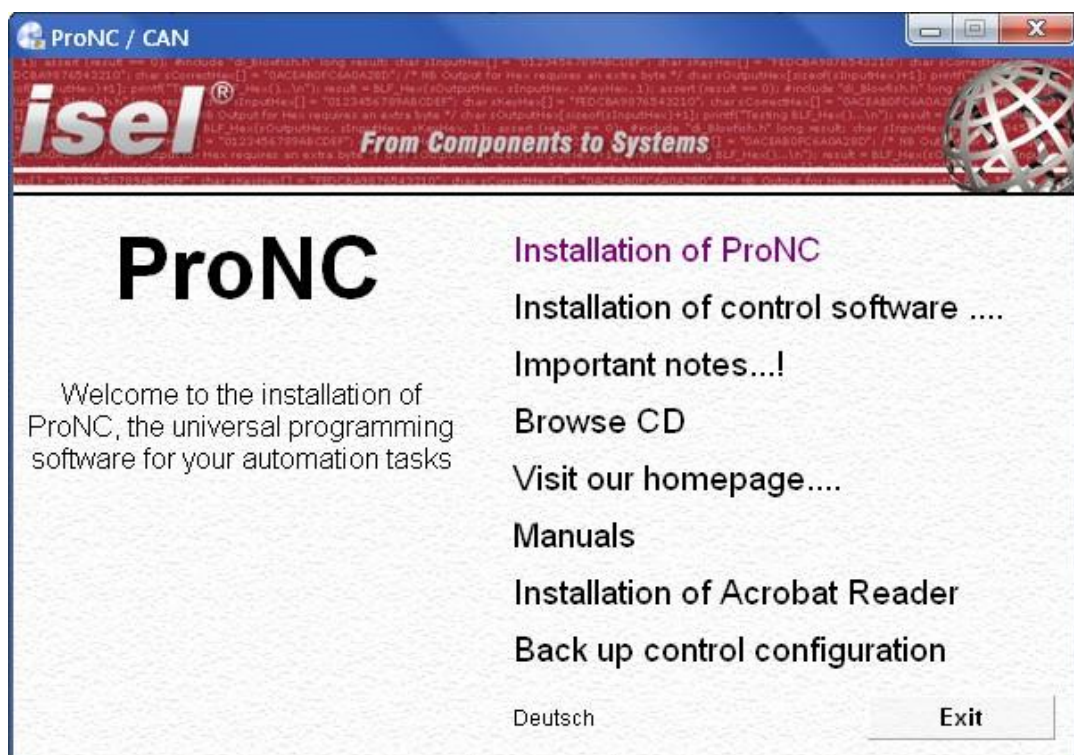 ProNC / CAN
isel®
From Components to Systems
ProNC
Welcome to the installation of
ProNC, the universal programming
software for your automation tasks
Installation of ProNC
Installation of control software ....
Important notes...!
Browse CD
Visit our homepage....
Manuals
Installation of Acrobat Reader
Back up control configuration
Deutsch
Exit